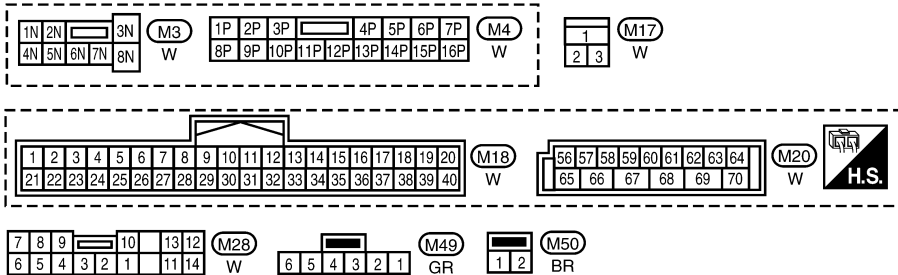 1N 2N 3N
4N 5N 6N 7N 8N
M3
W
1P 2P 3P 4P 5P 6P 7P
8P 9P 10P 11P 12P 13P 14P 15P 16P
M4
W
1
2 3
M17
1 2 3 4 5 6 7 8 9 10 11 12 13 14 15 16 17 18 19 20
21 22 23 24 25 26 27 28 29 30 31 32 33 34 35 36 37 38 39 40
M18
W
56 57 58 59 60 61 62 63 64
65 66 67 68 69 70
M20
W
H.S.
7 8 9 10 13 12
6 5 4 3 2 1 11 14
M28
W
6 5 4 3 2 1
M49
GR
1 2
M50
BR